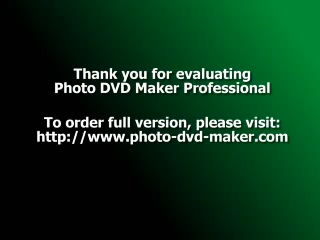 Thank you for evaluating
Photo DVD Maker Professional
To order full version, please visit:
http://www.photo-dvd-maker.com